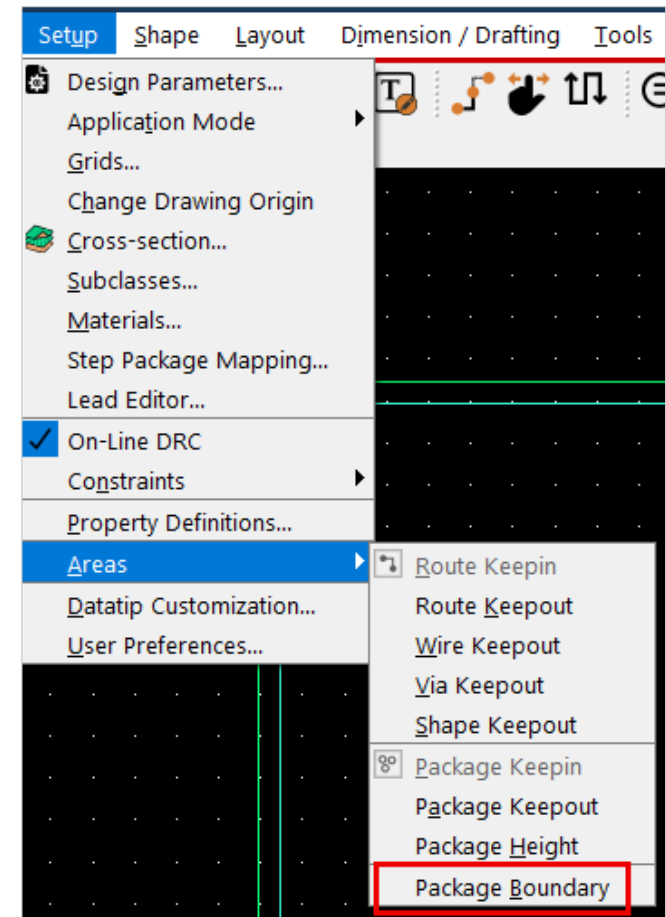 Setup Shape Layout Dimension / Drafting Tools
Design Parameters...
Application Mode
Grids...
Change Drawing Origin
Cross-section...
Subclasses...
Materials...
Step Package Mapping...
Lead Editor...
On-Line DRC
Constraints
Property Definitions...
Areas
Datatip Customization...
User Preferences...
Route Keepin
Route Keepout
Wire Keepout
Via Keepout
Shape Keepout
Package Keepin
Package Keepout
Package Height
Package Boundary